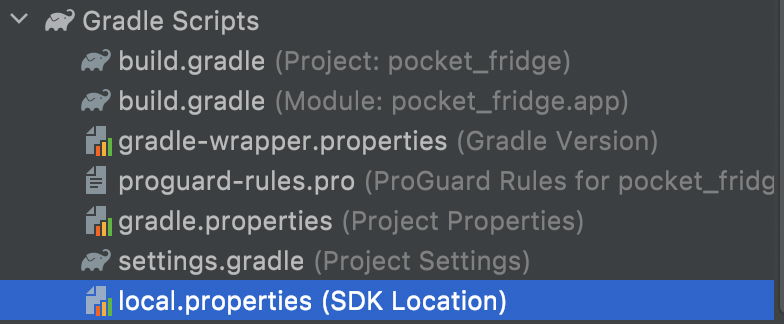 Gradle Scripts
build.gradle (Project: pocket_fridge)
build.gradle (Module: pocket_fridge.app)
gradle-wrapper.properties (Gradle Version)
proguard-rules.pro (ProGuard Rules for pocket_fridg
gradle.properties (Project Properties)
settings.gradle (Project Settings)
local.properties (SDK Location)